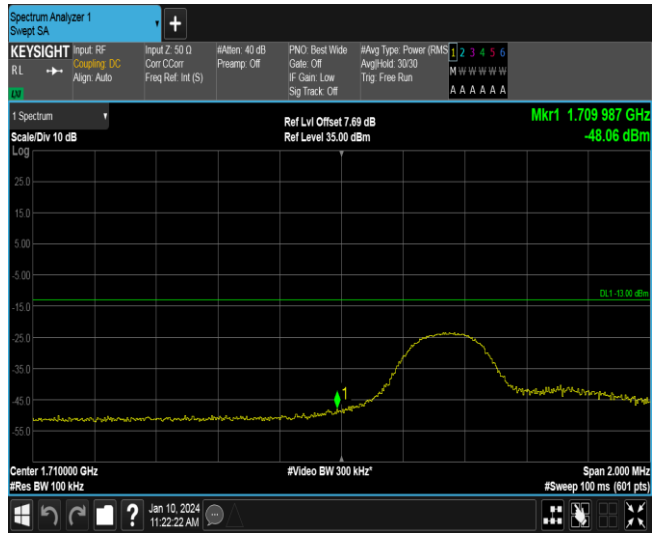 Spectrum Analyzer 1
Swept SA
+
KEYSIGHT
RL
LXI
Input: RF
Coupling: DC
Align: Auto
Input Z: 50 Ω
Corr CCorr
Freq Ref: Int (S)
#Atten: 40 dB
Preamp: Off
PNO: Best Wide
Gate: Off
IF Gain: Low
Sig Track: Off
#Avg Type: Power (RMS
Avg|Hold: 30/30
Trig: Free Run
1 2 3 4 5 6
M W W W W W
A A A A A A
1 Spectrum
Scale/Div 10 dB
Log
Ref Lvl Offset 7.69 dB
Ref Level 35.00 dBm
Mkr1 1.709 987 GHz
-48.06 dBm
25.0
15.0
5.00
-5.00
DL1 -13.00 dBm
-15.0
-25.0
-35.0
1
-45.0
-55.0
Center 1.710000 GHz
#Res BW 100 kHz
#Video BW 300 kHz*
Span 2.000 MHz
#Sweep 100 ms (601 pts)
?
Jan 10, 2024
11:22:22 AM